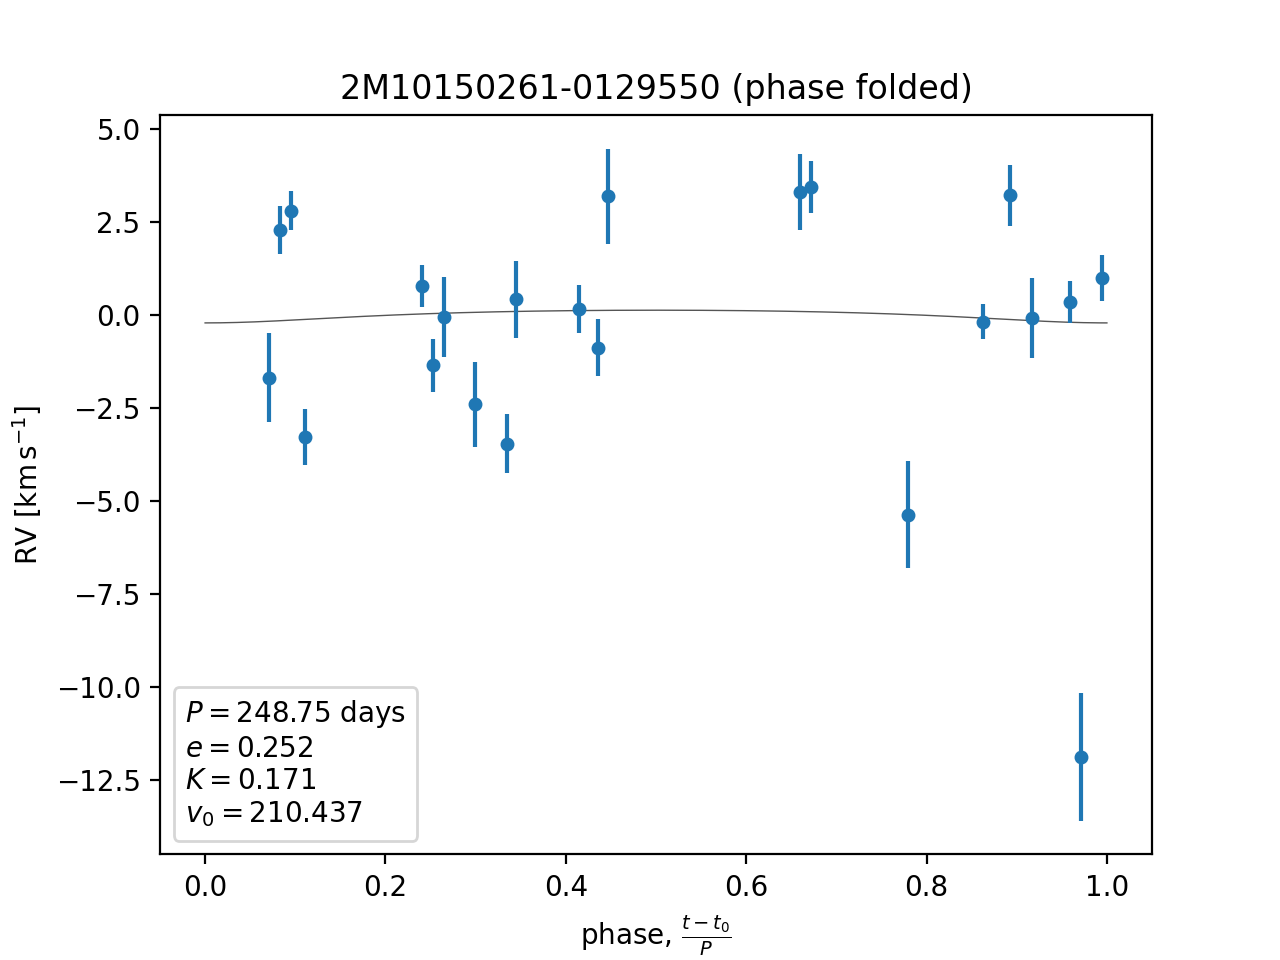 2M10150261-0129550 (phase folded)
RV [km s⁻¹]
5.0
2.5
0.0
−2.5
−5.0
−7.5
−10.0
−12.5
P = 248.75 days
e = 0.252
K = 0.171
v₀ = 210.437
0.0 0.2 0.4 0.6 0.8 1.0
phase, (t − t₀)/P